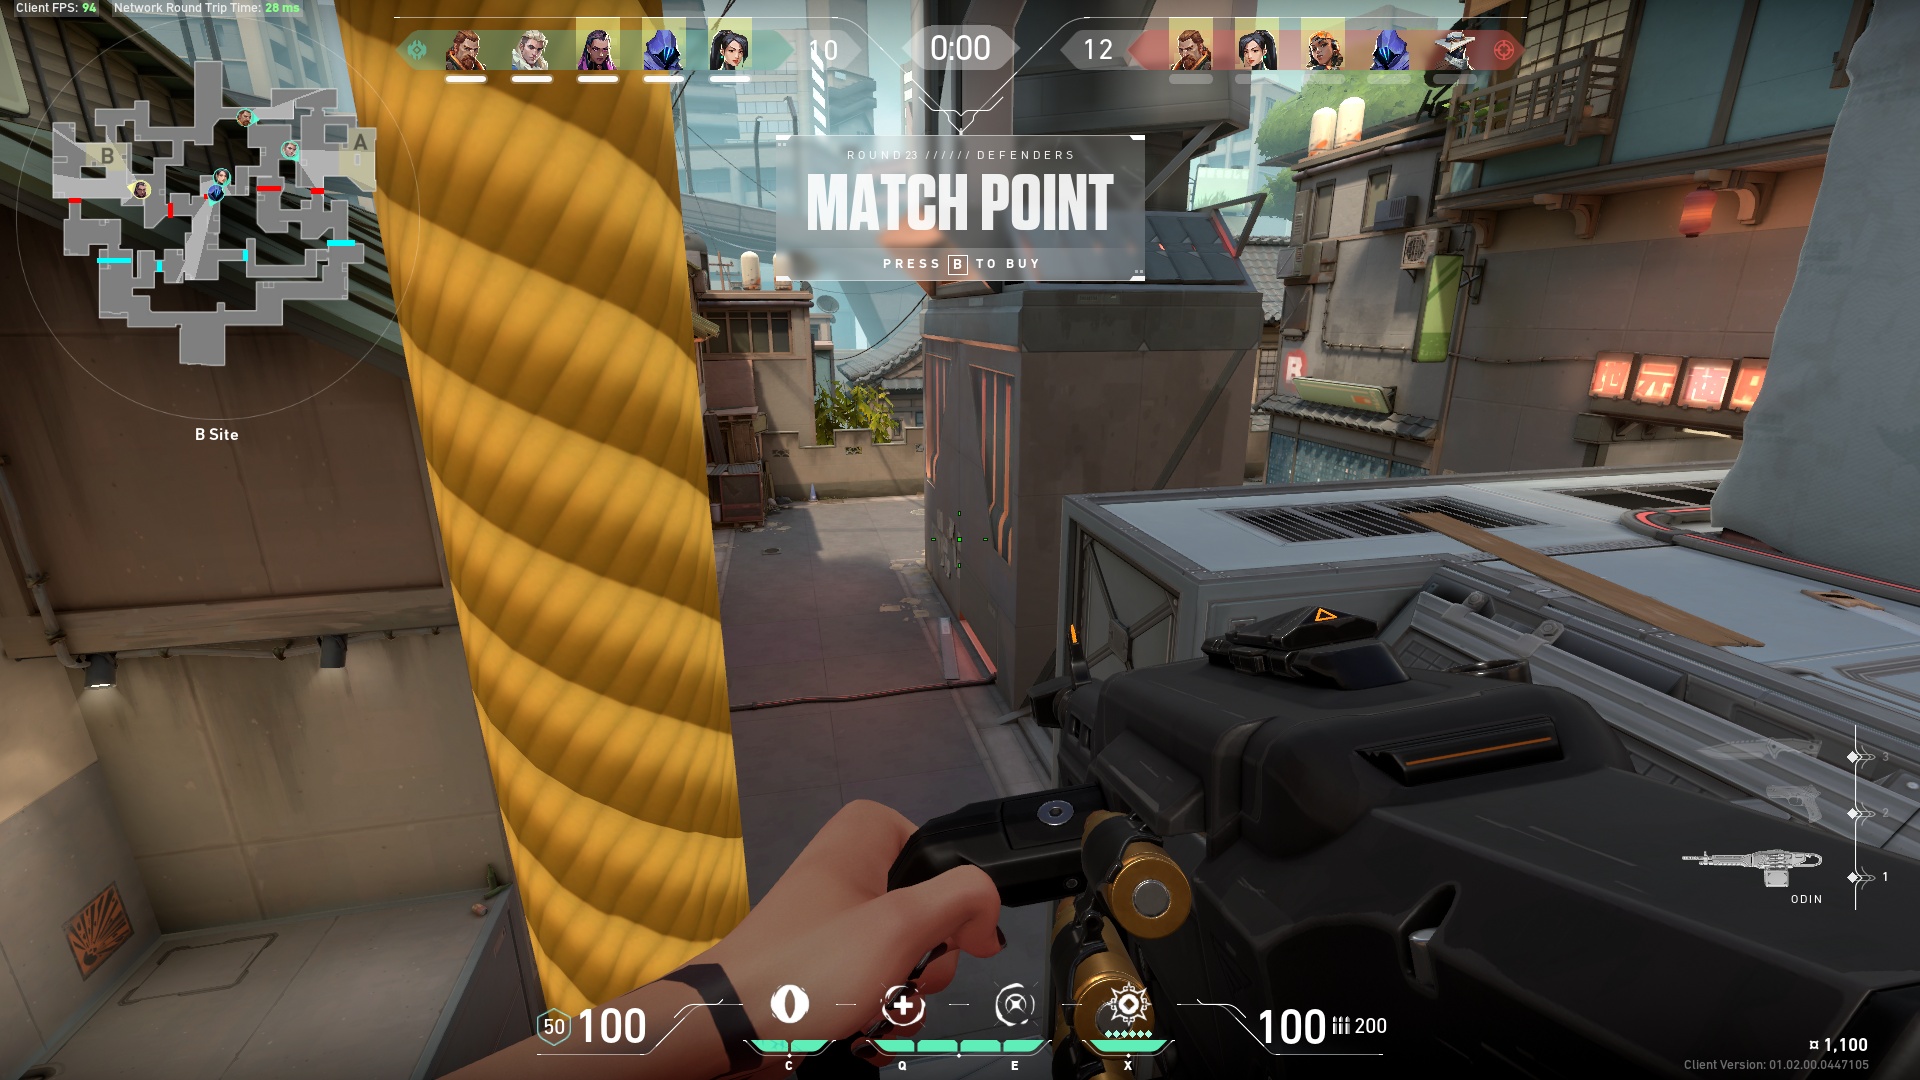 Client FPS: 94 Network Round Trip Time: 28 ms
10 0:00 12
ROUND 23 ////// DEFENDERS
MATCH POINT
PRESS B TO BUY
A
B
B Site
B
3
2
1
ODIN
50 100
100 200
C Q E X
¤ 1,100
Client Version: 01.02.00.0447105